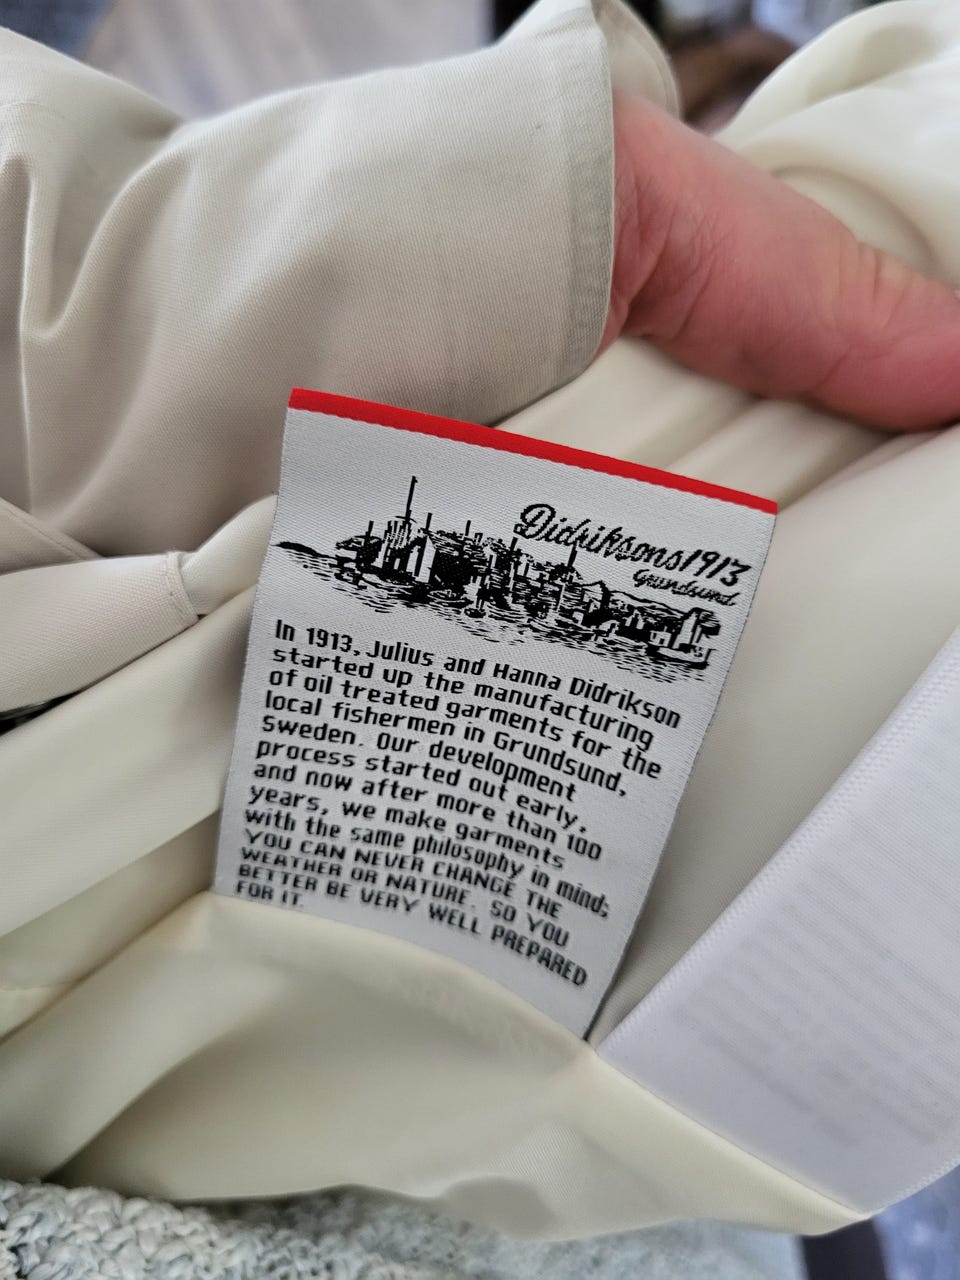 Didriksons1913
Grundsund
In 1913, Julius and Hanna Didrikson
started up the manufacturing
of oil treated garments for the
local fishermen in Grundsund,
Sweden. Our development
process started out early,
and now after more than 100
years, we make garments
with the same philosophy in mind:
YOU CAN NEVER CHANGE THE
WEATHER OR NATURE. SO YOU
BETTER BE VERY WELL PREPARED
FOR IT.